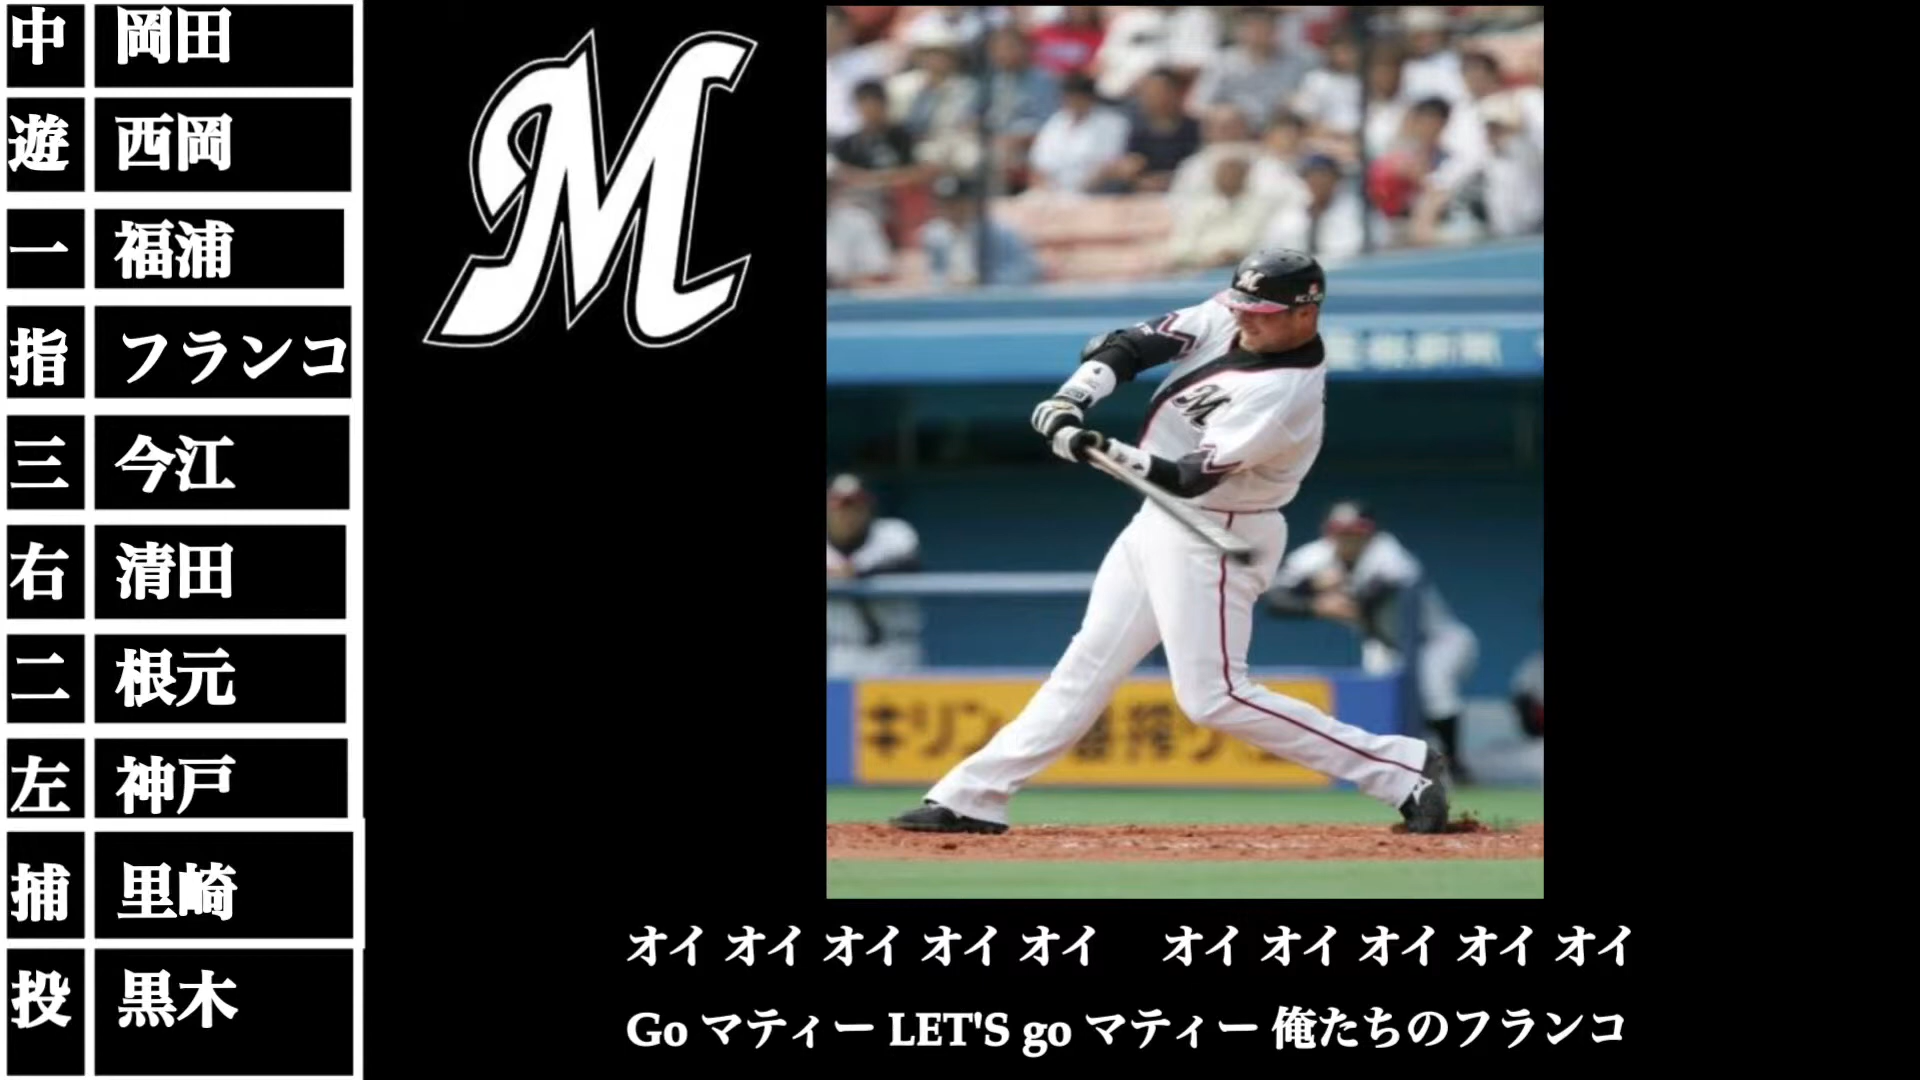 中 岡田
遊 西岡
一 福浦
指 フランコ
三 今江
右 清田
二 根元
左 神戸
捕 里崎
投 黒木
M
M
M
キリン
オイ オイ オイ オイ オイ　オイ オイ オイ オイ オイ
Go マティー LET'S go マティー 俺たちのフランコ